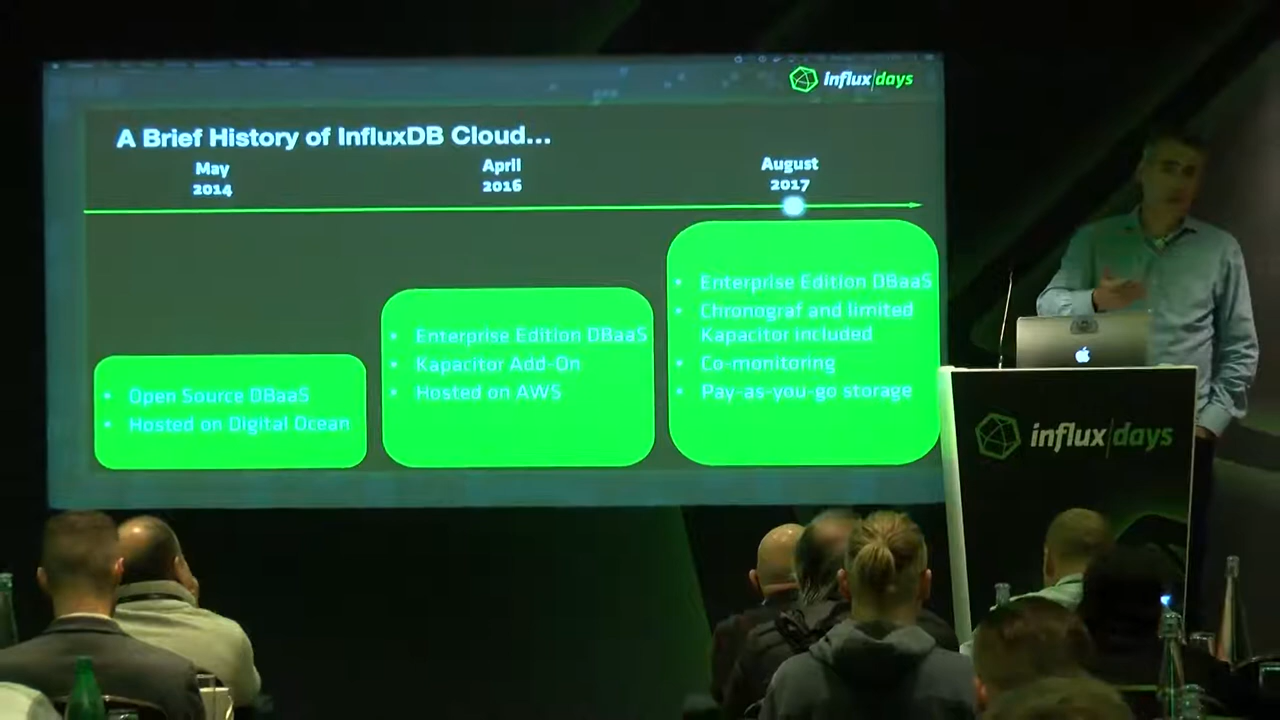 influx/days
A Brief History of InfluxDB Cloud...
May
2014
April
2016
August
2017
• Open Source DBaaS
• Hosted on Digital Ocean
• Enterprise Edition DBaaS
• Kapacitor Add-On
• Hosted on AWS
• Enterprise Edition DBaaS
• Chronograf and limited
Kapacitor included
• Co-monitoring
• Pay-as-you-go storage
influx/days